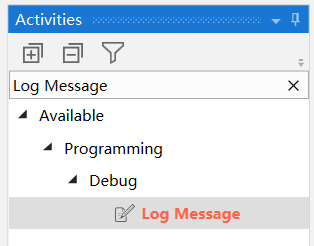 Activities
Log Message
Available
Programming
Debug
Log Message